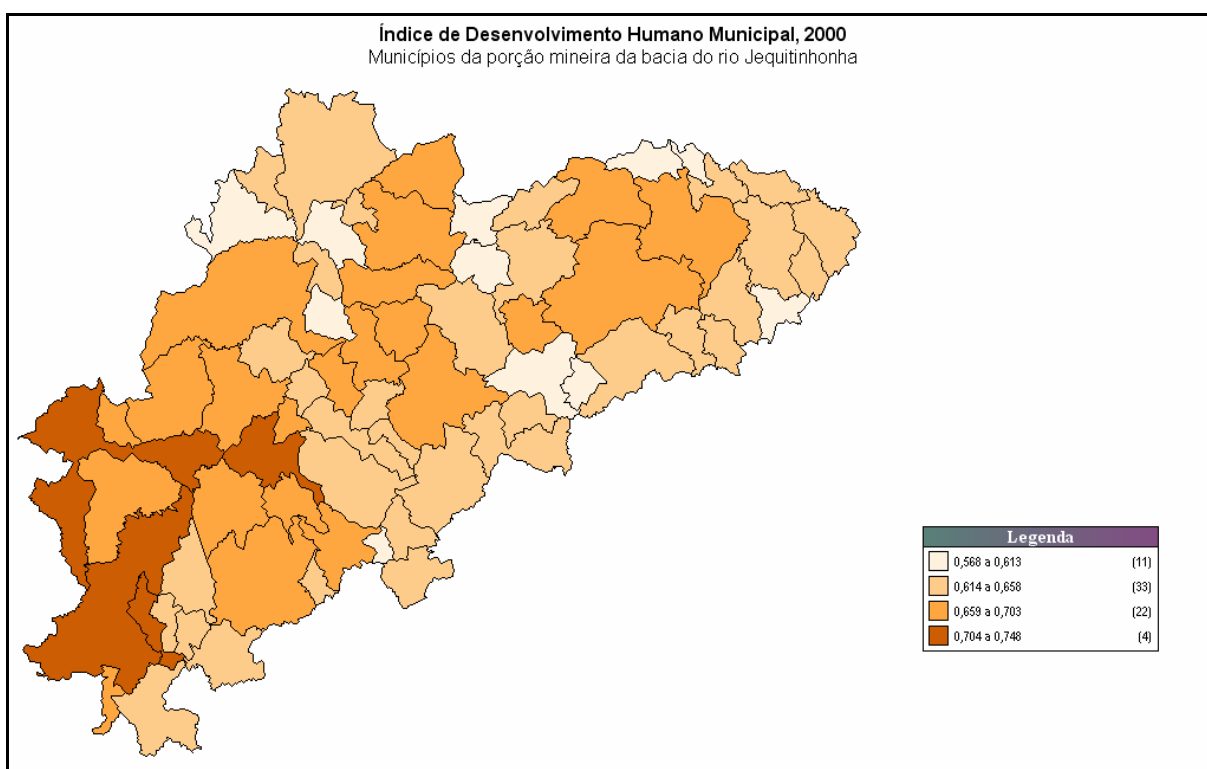 Índice de Desenvolvimento Humano Municipal, 2000
Municípios da porção mineira da bacia do rio Jequitinhonha
Legenda
0,568 a 0,613 (11)
0,614 a 0,658 (33)
0,659 a 0,703 (22)
0,704 a 0,748 (4)